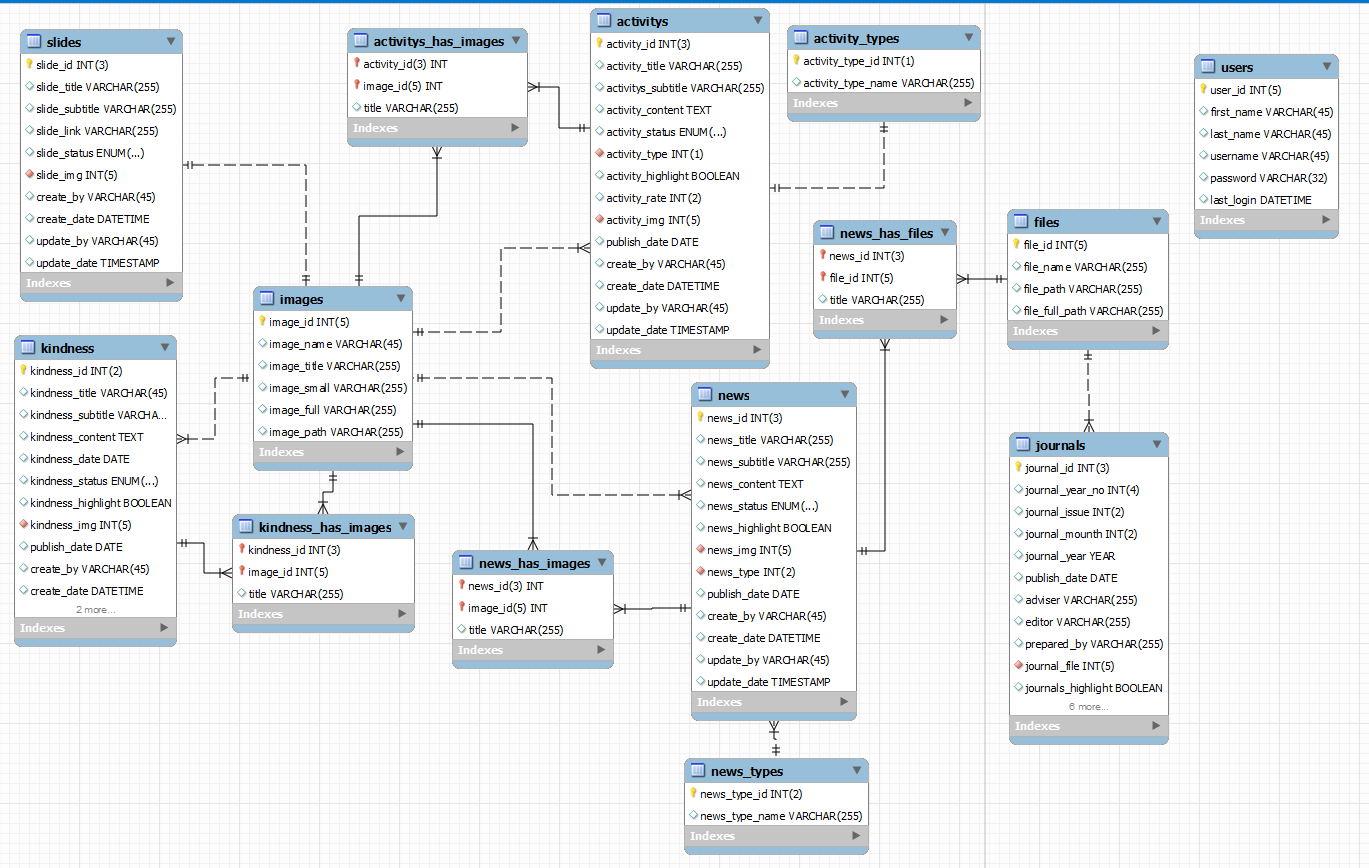 slides
slide_id INT(3)
slide_title VARCHAR(255)
slide_subtitle VARCHAR(255)
slide_link VARCHAR(255)
slide_status ENUM(...)
slide_img INT(5)
create_by VARCHAR(45)
create_date DATETIME
update_by VARCHAR(45)
update_date TIMESTAMP
Indexes
activitys_has_images
activity_id(3) INT
image_id(5) INT
title VARCHAR(255)
Indexes
activitys
activity_id INT(3)
activity_title VARCHAR(255)
activitys_subtitle VARCHAR(255)
activity_content TEXT
activity_status ENUM(...)
activity_type INT(1)
activity_highlight BOOLEAN
activity_rate INT(2)
activity_img INT(5)
publish_date DATE
create_by VARCHAR(45)
create_date DATETIME
update_by VARCHAR(45)
update_date TIMESTAMP
Indexes
activity_types
activity_type_id INT(1)
activity_type_name VARCHAR(255)
Indexes
users
user_id INT(5)
first_name VARCHAR(45)
last_name VARCHAR(45)
username VARCHAR(45)
password VARCHAR(32)
last_login DATETIME
Indexes
news_has_files
news_id INT(3)
file_id INT(5)
title VARCHAR(255)
Indexes
files
file_id INT(5)
file_name VARCHAR(255)
file_path VARCHAR(255)
file_full_path VARCHAR(255)
Indexes
images
image_id INT(5)
image_name VARCHAR(45)
image_title VARCHAR(255)
image_small VARCHAR(255)
image_full VARCHAR(255)
image_path VARCHAR(255)
Indexes
kindness
kindness_id INT(2)
kindness_title VARCHAR(45)
kindness_subtitle VARCHA...
kindness_content TEXT
kindness_date DATE
kindness_status ENUM(...)
kindness_highlight BOOLEAN
kindness_img INT(5)
publish_date DATE
create_by VARCHAR(45)
create_date DATETIME
2 more...
Indexes
kindness_has_images
kindness_id INT(3)
image_id INT(5)
title VARCHAR(255)
Indexes
news_has_images
news_id(3) INT
image_id(5) INT
title VARCHAR(255)
Indexes
news
news_id INT(3)
news_title VARCHAR(255)
news_subtitle VARCHAR(255)
news_content TEXT
news_status ENUM(...)
news_highlight BOOLEAN
news_img INT(5)
news_type INT(2)
publish_date DATE
create_by VARCHAR(45)
create_date DATETIME
update_by VARCHAR(45)
update_date TIMESTAMP
Indexes
journals
journal_id INT(3)
journal_year_no INT(4)
journal_issue INT(2)
journal_mounth INT(2)
journal_year YEAR
publish_date DATE
adviser VARCHAR(255)
editor VARCHAR(255)
prepared_by VARCHAR(255)
journal_file INT(5)
journals_highlight BOOLEAN
6 more...
Indexes
news_types
news_type_id INT(2)
news_type_name VARCHAR(255)
Indexes